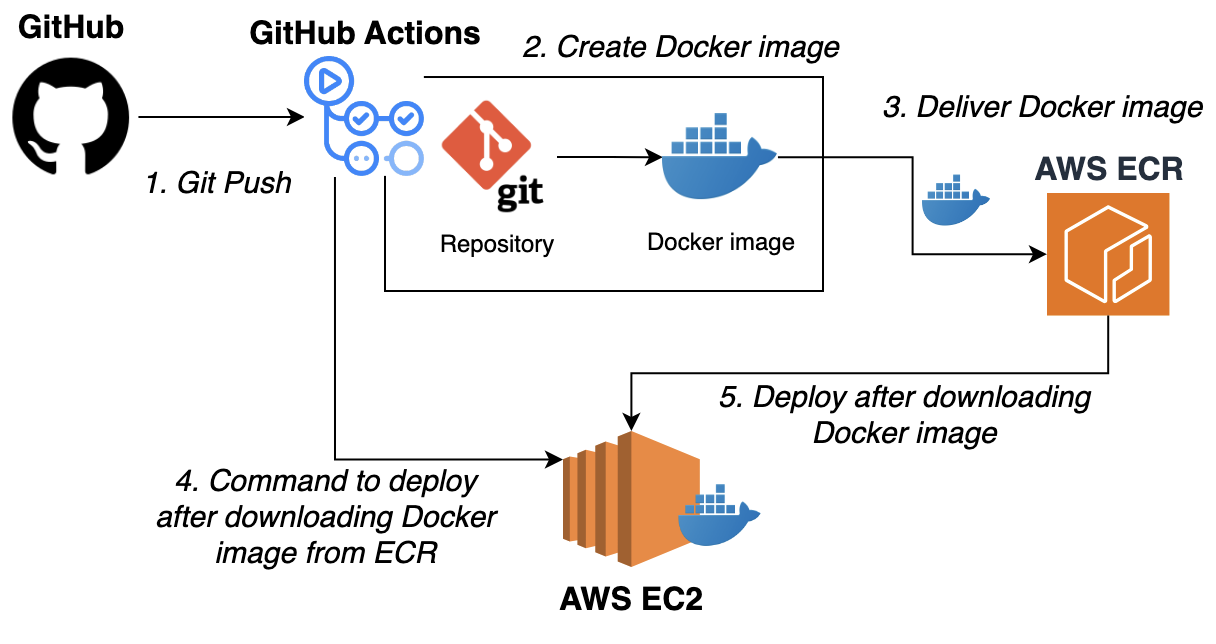 GitHub
GitHub Actions
2. Create Docker image
3. Deliver Docker image
AWS ECR
1. Git Push
git
Repository
Docker image
5. Deploy after downloading
Docker image
4. Command to deploy
after downloading Docker
image from ECR
AWS EC2